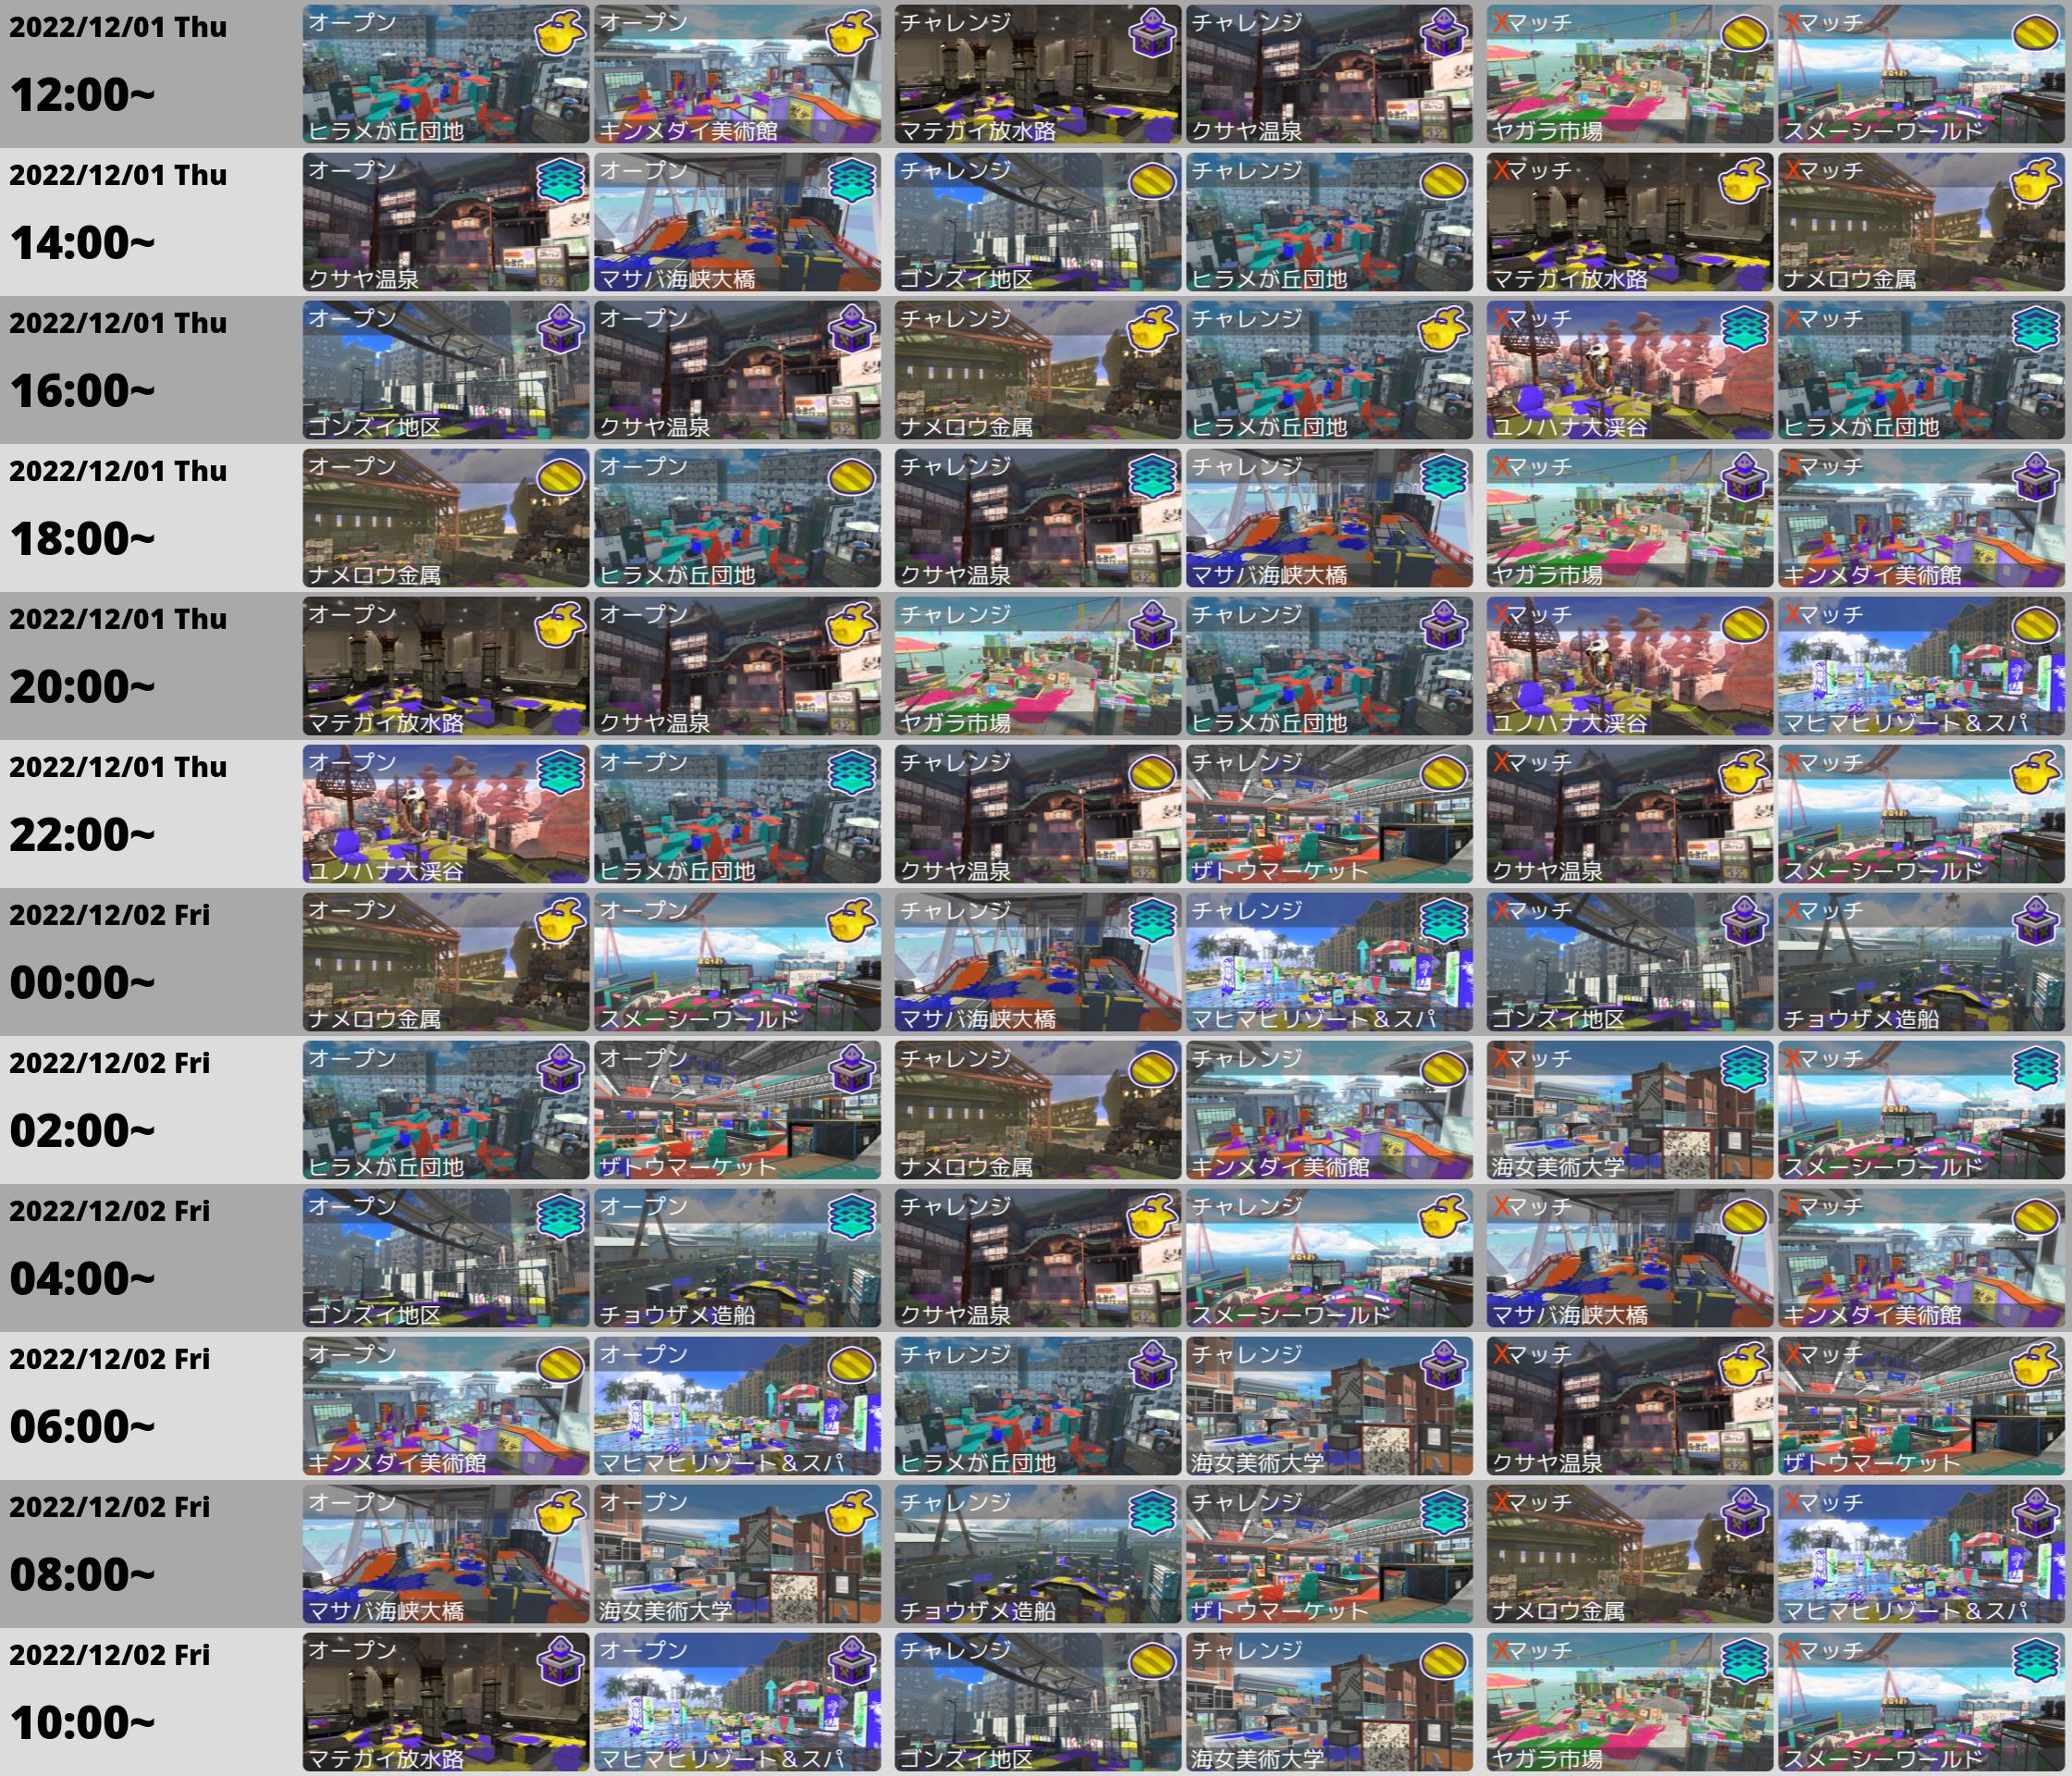 2022/12/01 Thu
12:00~
オープン オープン チャレンジ チャレンジ Xマッチ Xマッチ
ヒラメが丘団地 キンメダイ美術館 マテガイ放水路 クサヤ温泉 ヤガラ市場 スメーシーワールド
2022/12/01 Thu
14:00~
オープン オープン チャレンジ チャレンジ Xマッチ Xマッチ
クサヤ温泉 マサバ海峡大橋 ゴンズイ地区 ヒラメが丘団地 マテガイ放水路 ナメロウ金属
2022/12/01 Thu
16:00~
オープン オープン チャレンジ チャレンジ Xマッチ Xマッチ
ゴンズイ地区 クサヤ温泉 ナメロウ金属 ヒラメが丘団地 ユノハナ大渓谷 ヒラメが丘団地
2022/12/01 Thu
18:00~
オープン オープン チャレンジ チャレンジ Xマッチ Xマッチ
ナメロウ金属 ヒラメが丘団地 クサヤ温泉 マサバ海峡大橋 ヤガラ市場 キンメダイ美術館
2022/12/01 Thu
20:00~
オープン オープン チャレンジ チャレンジ Xマッチ Xマッチ
マテガイ放水路 クサヤ温泉 ヤガラ市場 ヒラメが丘団地 ユノハナ大渓谷 マヒマヒリゾート&スパ
2022/12/01 Thu
22:00~
オープン オープン チャレンジ チャレンジ Xマッチ Xマッチ
ユノハナ大渓谷 ヒラメが丘団地 クサヤ温泉 ザトウマーケット クサヤ温泉 スメーシーワールド
2022/12/02 Fri
00:00~
オープン オープン チャレンジ チャレンジ Xマッチ Xマッチ
ナメロウ金属 スメーシーワールド マサバ海峡大橋 マヒマヒリゾート&スパ ゴンズイ地区 チョウザメ造船
2022/12/02 Fri
02:00~
オープン オープン チャレンジ チャレンジ Xマッチ Xマッチ
ヒラメが丘団地 ザトウマーケット ナメロウ金属 キンメダイ美術館 海女美術大学 スメーシーワールド
2022/12/02 Fri
04:00~
オープン オープン チャレンジ チャレンジ Xマッチ Xマッチ
ゴンズイ地区 チョウザメ造船 クサヤ温泉 スメーシーワールド マサバ海峡大橋 キンメダイ美術館
2022/12/02 Fri
06:00~
オープン オープン チャレンジ チャレンジ Xマッチ Xマッチ
キンメダイ美術館 マヒマヒリゾート&スパ ヒラメが丘団地 海女美術大学 クサヤ温泉 ザトウマーケット
2022/12/02 Fri
08:00~
オープン オープン チャレンジ チャレンジ Xマッチ Xマッチ
マサバ海峡大橋 海女美術大学 チョウザメ造船 ザトウマーケット ナメロウ金属 マヒマヒリゾート&スパ
2022/12/02 Fri
10:00~
オープン オープン チャレンジ チャレンジ Xマッチ Xマッチ
マテガイ放水路 マヒマヒリゾート&スパ ゴンズイ地区 海女美術大学 ヤガラ市場 スメーシーワールド